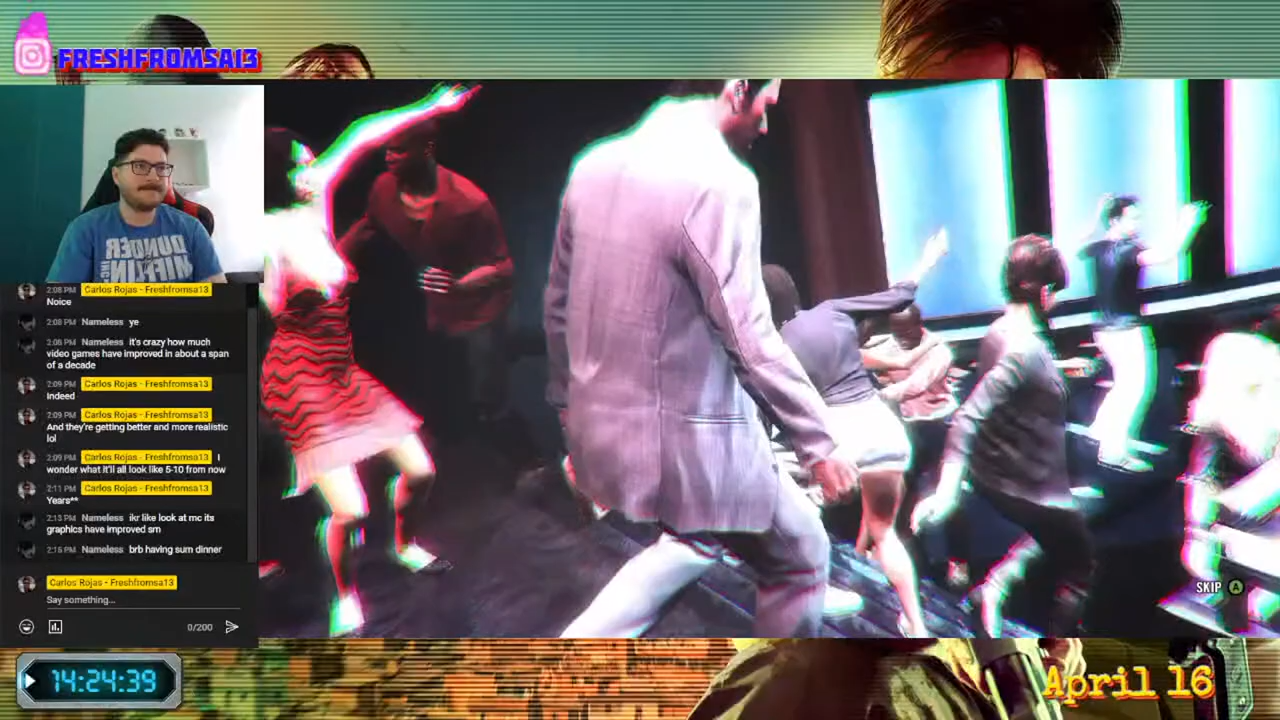 FRESHFROMSA13
DUNDER
MIFFLIN
2:08 PM Carlos Rojas - Freshfromsa13
Noice
2:08 PM Nameless ye
2:08 PM Nameless it's crazy how much
video games have improved in about a span
of a decade
2:09 PM Carlos Rojas - Freshfromsa13
Indeed
2:09 PM Carlos Rojas - Freshfromsa13
And they're getting better and more realistic
lol
2:09 PM Carlos Rojas - Freshfromsa13 I
wonder what it'll all look like 5-10 from now
2:11 PM Carlos Rojas - Freshfromsa13
Years**
2:13 PM Nameless ikr like look at mc its
graphics have improved sm
2:15 PM Nameless brb having sum dinner
Carlos Rojas - Freshfromsa13
Say something...
0/200
SKIP A
14:24:39
April 16